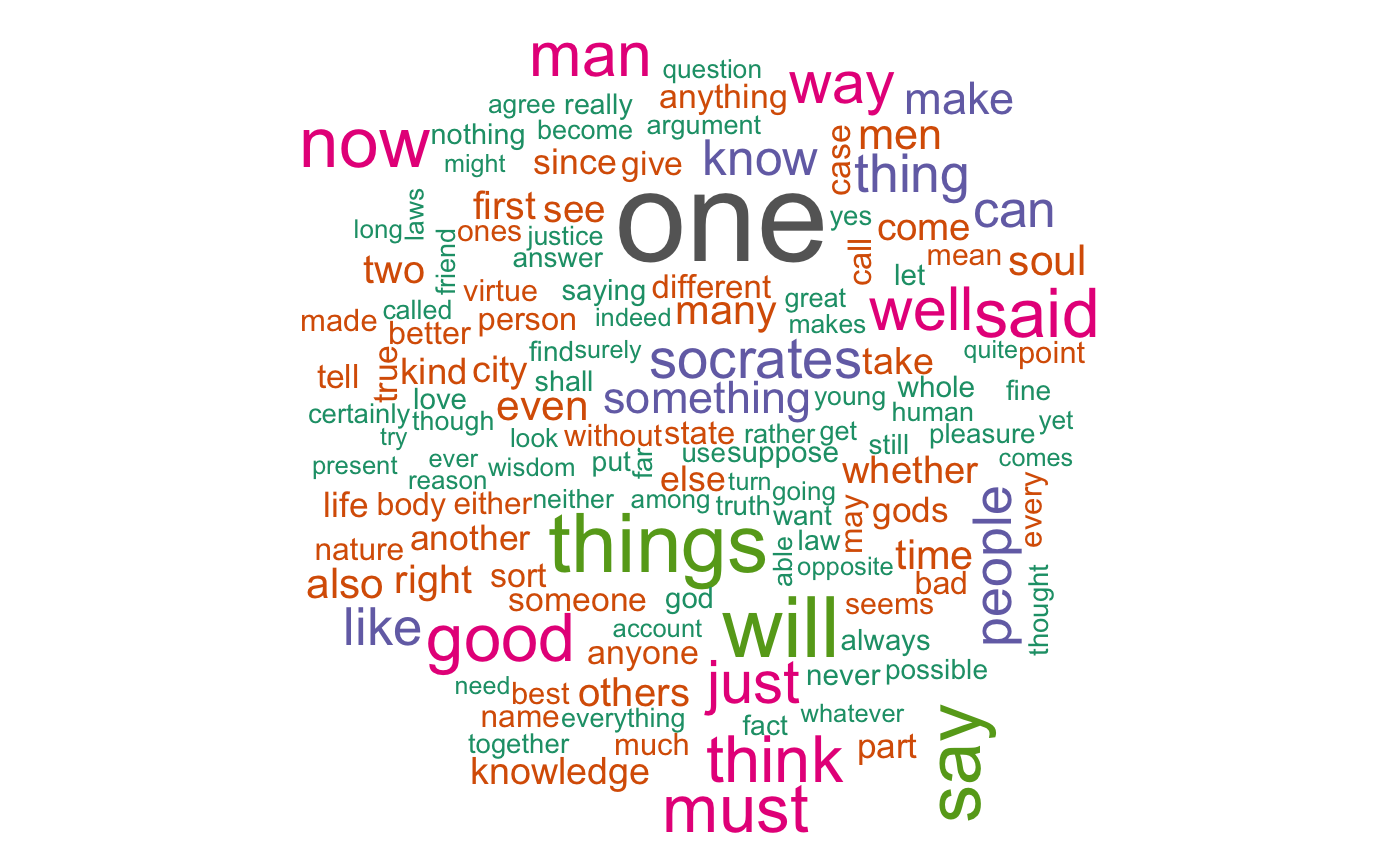 man question way
agree really anything make
now nothing become argument case men
might since give know thing
long laws first see one yes can
friend ones justice call come
two answer mean soul
virtue saying different let
made called person indeed many great makes well said
better
true find surely socrates take quite point
tell kind city shall
love even something young whole fine
certainly though human
try look without state rather get still pleasure yet
present ever wisdom put far use suppose whether comes
reason else turn going
life body either neither among truth want may gods people every
nature another things able law
also right sort opposite time
someone god bad
like good account will seems thought
anyone always
need best others just never possible
name everything fact whatever
together much think part say
knowledge
must